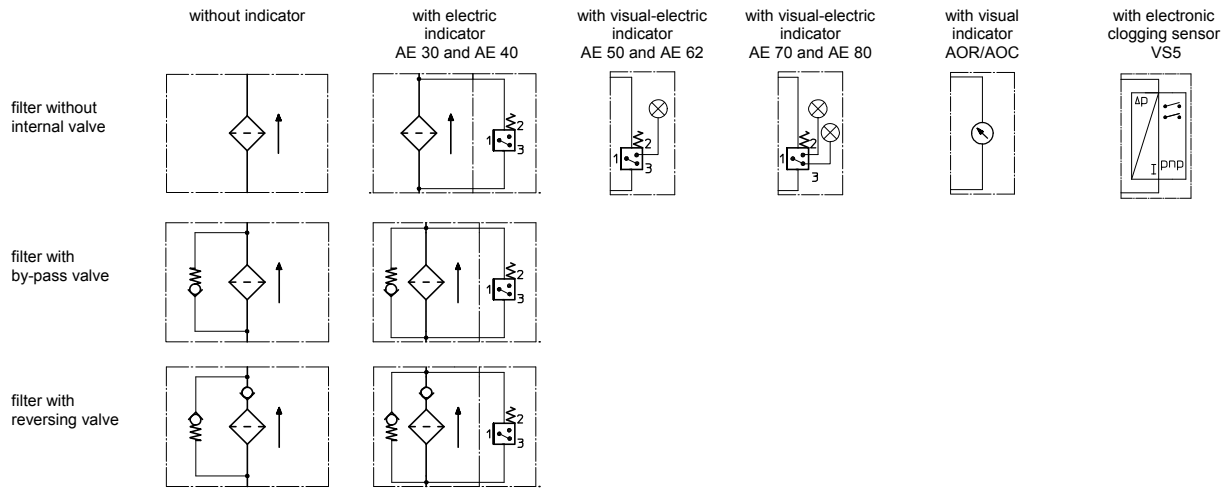 without indicator
with electric
indicator
AE 30 and AE 40
with visual-electric
indicator
AE 50 and AE 62
with visual-electric
indicator
AE 70 and AE 80
with visual
indicator
AOR/AOC
with electronic
clogging sensor
VS5
filter without
internal valve
1 2 3
1 2 3
1 2 3
Δp
I pnp
filter with
by-pass valve
1 2 3
filter with
reversing valve
1 2 3